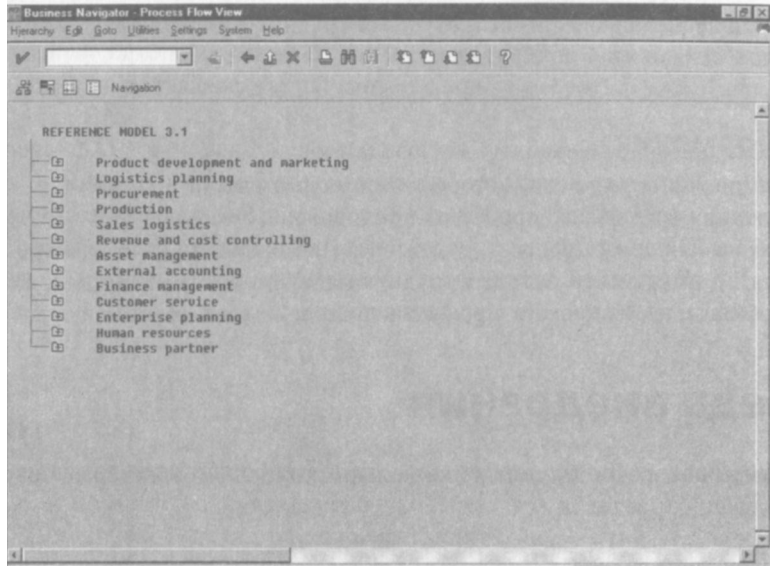 Business Navigator - Process Flow View
Hierarchy Edit Goto Utilities Settings System Help
Navigation
REFERENCE MODEL 3.1
Product development and marketing
Logistics planning
Procurement
Production
Sales logistics
Revenue and cost controlling
Asset management
External accounting
Finance management
Customer service
Enterprise planning
Human resources
Business partner